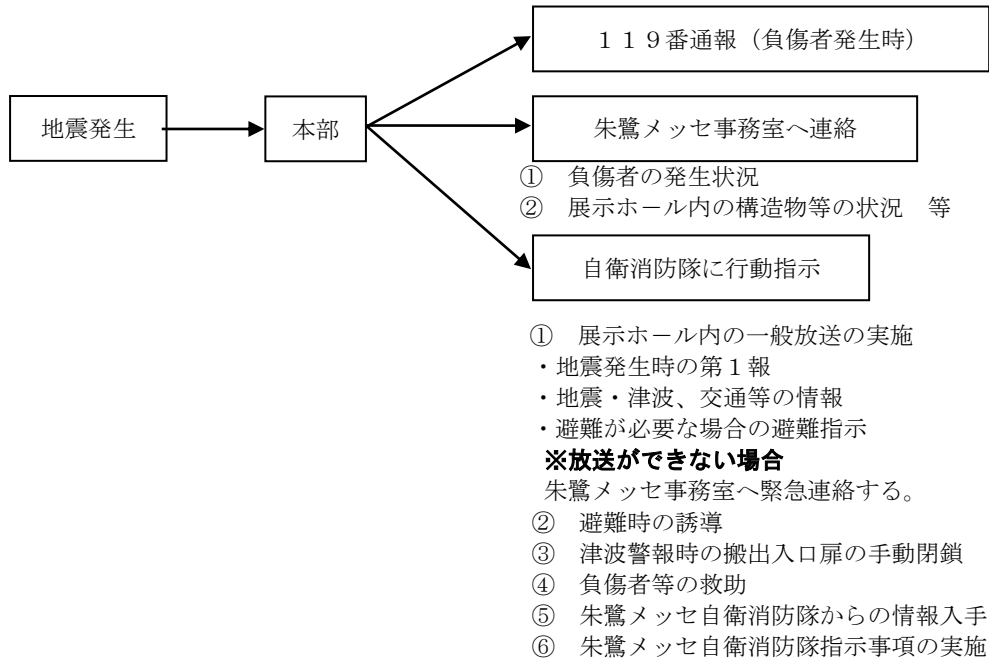 １１９番通報（負傷者発生時）
地震発生
本部
朱鷺メッセ事務室へ連絡
①　負傷者の発生状況
②　展示ホール内の構造物等の状況　等
自衛消防隊に行動指示
①　展示ホール内の一般放送の実施
・地震発生時の第１報
・地震・津波、交通等の情報
・避難が必要な場合の避難指示
※放送ができない場合
朱鷺メッセ事務室へ緊急連絡する。
②　避難時の誘導
③　津波警報時の搬出入口扉の手動閉鎖
④　負傷者等の救助
⑤　朱鷺メッセ自衛消防隊からの情報入手
⑥　朱鷺メッセ自衛消防隊指示事項の実施